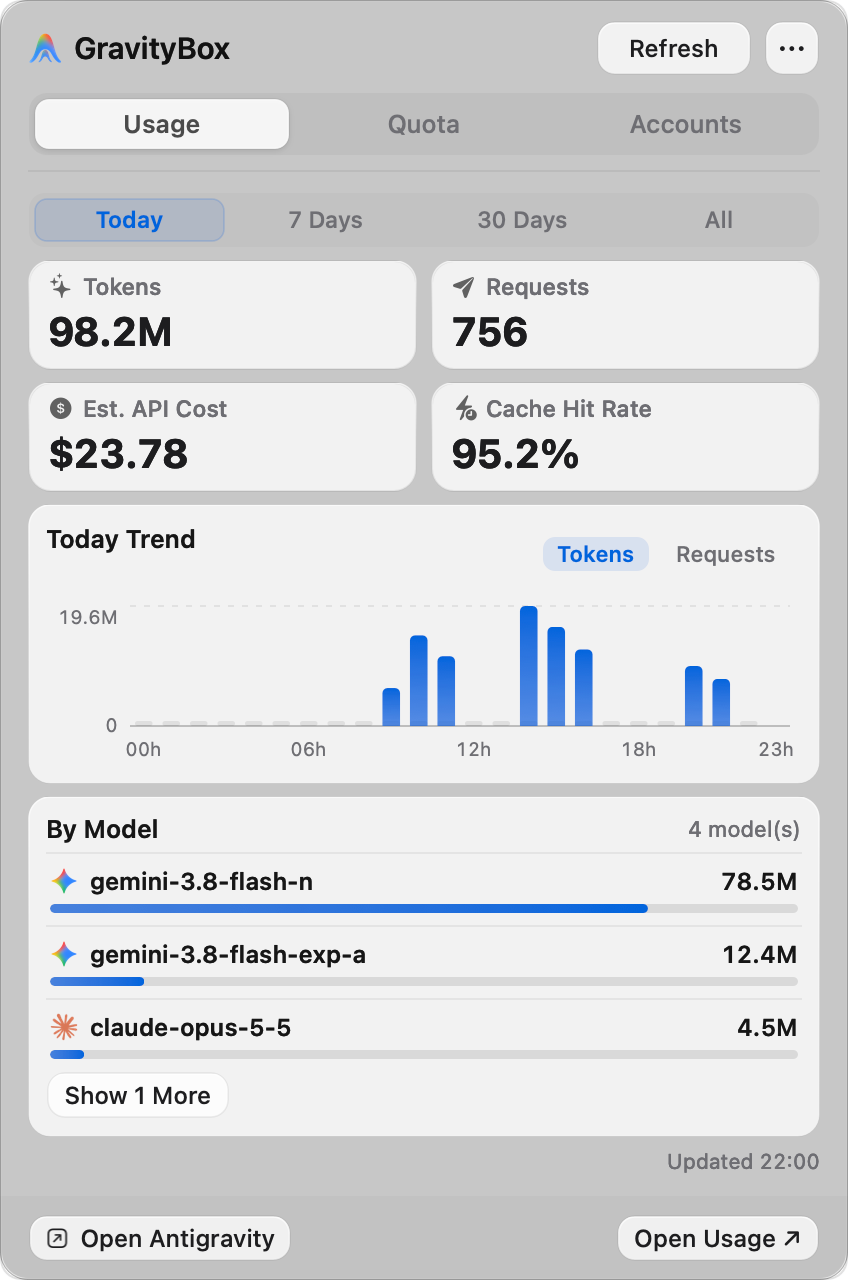 GravityBox
Refresh
Usage
Quota
Accounts
Today
7 Days
30 Days
All
Tokens
98.2M
Requests
756
Est. API Cost
$23.78
Cache Hit Rate
95.2%
Today Trend
Tokens
Requests
19.6M
0
00h
06h
12h
18h
23h
By Model
4 model(s)
gemini-3.8-flash-n
78.5M
gemini-3.8-flash-exp-a
12.4M
claude-opus-5-5
4.5M
Show 1 More
Updated 22:00
Open Antigravity
Open Usage